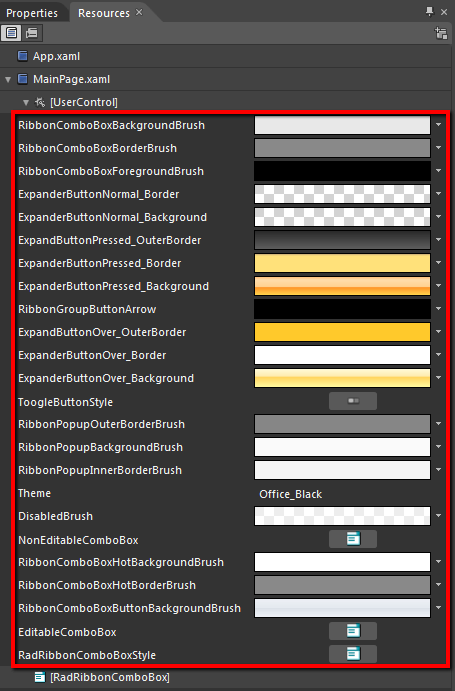 Properties Resources
App.xaml
MainPage.xaml
[UserControl]
RibbonComboBoxBackgroundBrush
RibbonComboBoxBorderBrush
RibbonComboBoxForegroundBrush
ExpanderButtonNormal_Border
ExpanderButtonNormal_Background
ExpandButtonPressed_OuterBorder
ExpanderButtonPressed_Border
ExpanderButtonPressed_Background
RibbonGroupButtonArrow
ExpandButtonOver_OuterBorder
ExpanderButtonOver_Border
ExpanderButtonOver_Background
ToogleButtonStyle
RibbonPopupOuterBorderBrush
RibbonPopupBackgroundBrush
RibbonPopupInnerBorderBrush
Theme Office_Black
DisabledBrush
NonEditableComboBox
RibbonComboBoxHotBackgroundBrush
RibbonComboBoxHotBorderBrush
RibbonComboBoxButtonBackgroundBrush
EditableComboBox
RadRibbonComboBoxStyle
[RadRibbonComboBox]